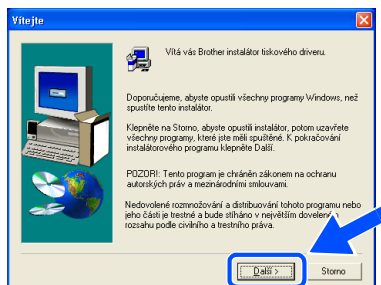 Vítejte
Vítá vás Brother instalátor tiskového driveru.
Doporučujeme, abyste opustili všechny programy Windows, než
spustíte tento instalátor.
Klepněte na Storno, abyste opustili instalátor, potom uzavřete
všechny programy, které jste měli spuštěné. K pokračování
instalátorového programu klepněte Další.
POZOR!: Tento program je chráněn zákonem na ochranu
autorských práv a mezinárodními smlouvami.
Nedovolené rozmnožování a distribuování tohoto programu nebo
jeho části je trestné a bude stíháno v největším dovoleném
rozsahu podle civilního a trestního práva.
Další >
Storno